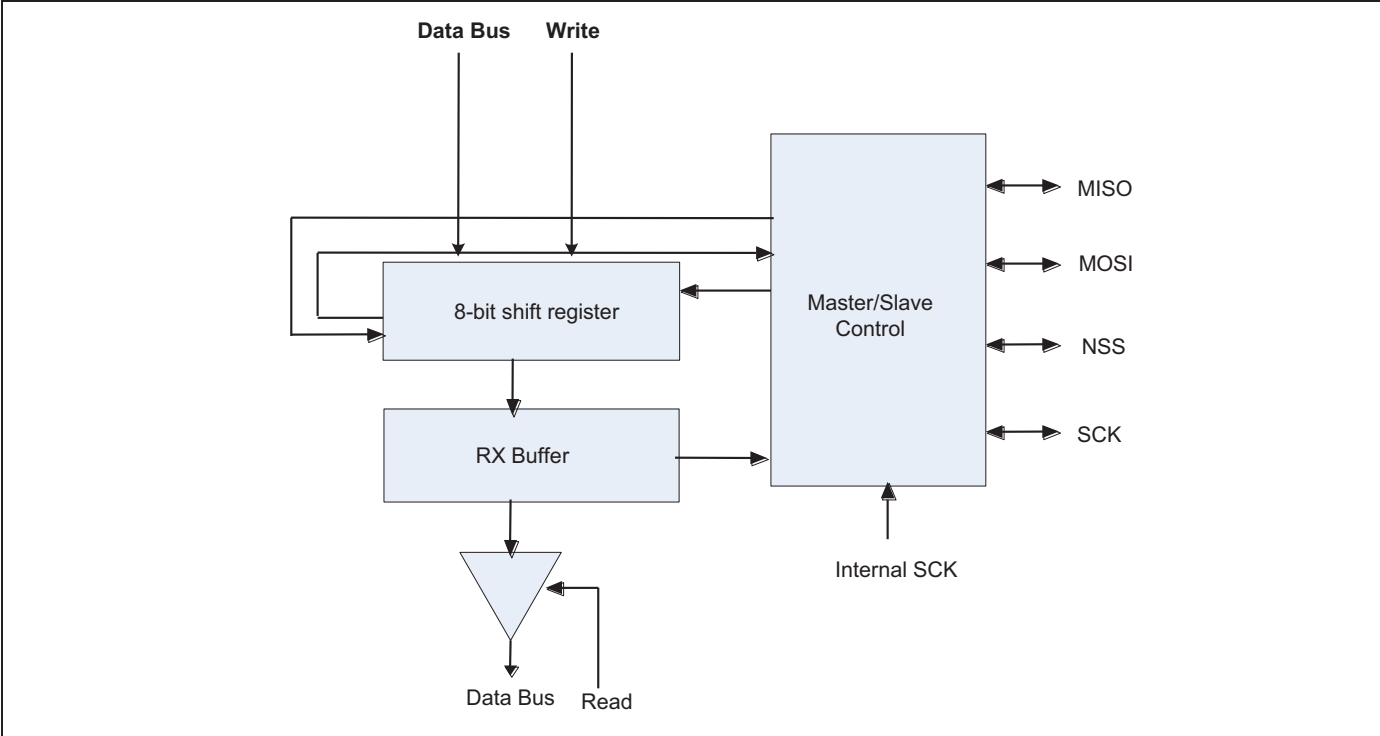 Data Bus Write
MISO
MOSI
8-bit shift register
Master/Slave
Control
NSS
SCK
RX Buffer
Internal SCK
Data Bus Read